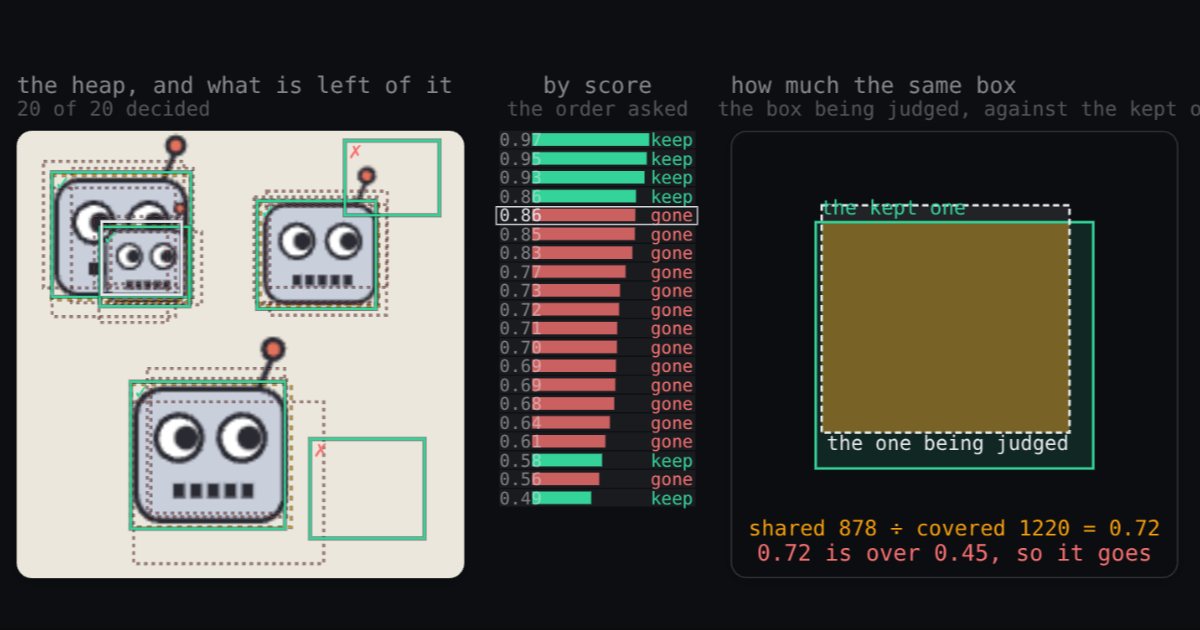 the heap, and what is left of it
20 of 20 decided
by score
the order asked
0.97 keep
0.95 keep
0.93 keep
0.86 keep
0.86 gone
0.85 gone
0.83 gone
0.77 gone
0.73 gone
0.72 gone
0.71 gone
0.70 gone
0.69 gone
0.69 gone
0.68 gone
0.64 gone
0.61 gone
0.58 keep
0.56 gone
0.49 keep
how much the same box
the box being judged, against the kept o
the kept one
the one being judged
shared 878 ÷ covered 1220 = 0.72
0.72 is over 0.45, so it goes